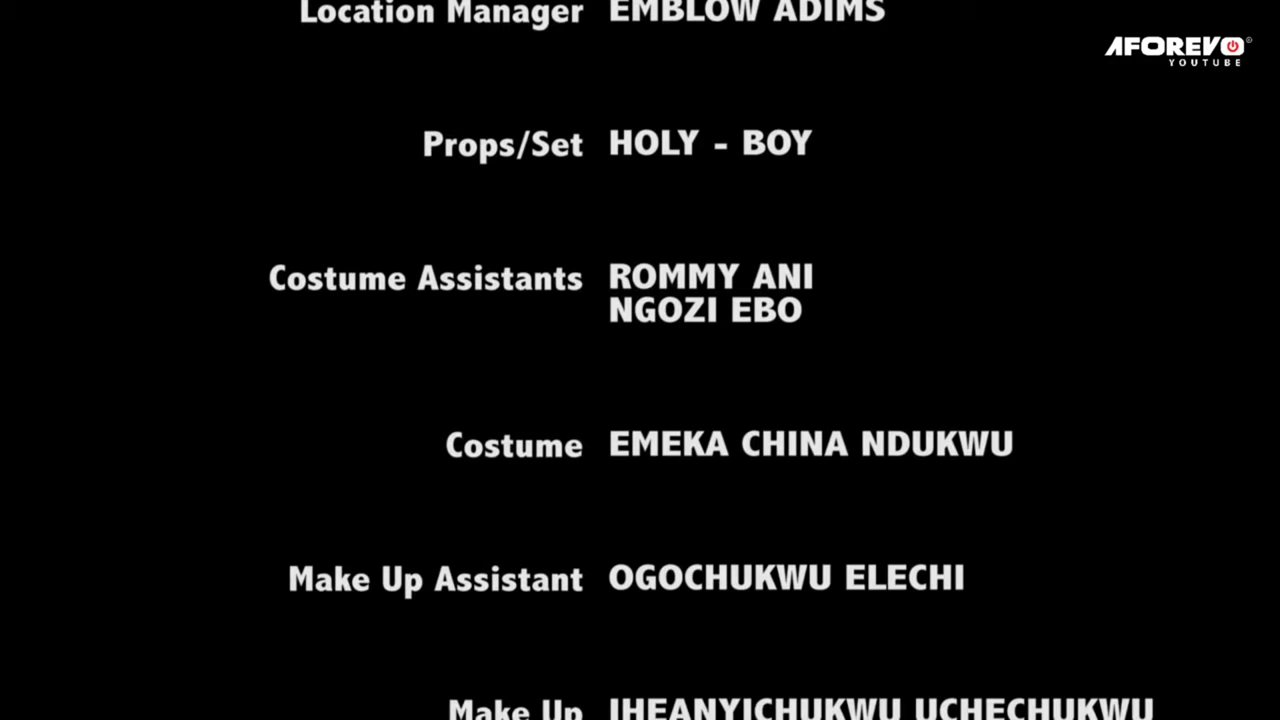 Location Manager EMBLOW ADIMS
AFOREVO
YOUTUBE
Props/Set HOLY - BOY
Costume Assistants ROMMY ANI
NGOZI EBO
Costume EMEKA CHINA NDUKWU
Make Up Assistant OGOCHUKWU ELECHI
Make Up IHEANYICHUKWU UCHECHUKWU